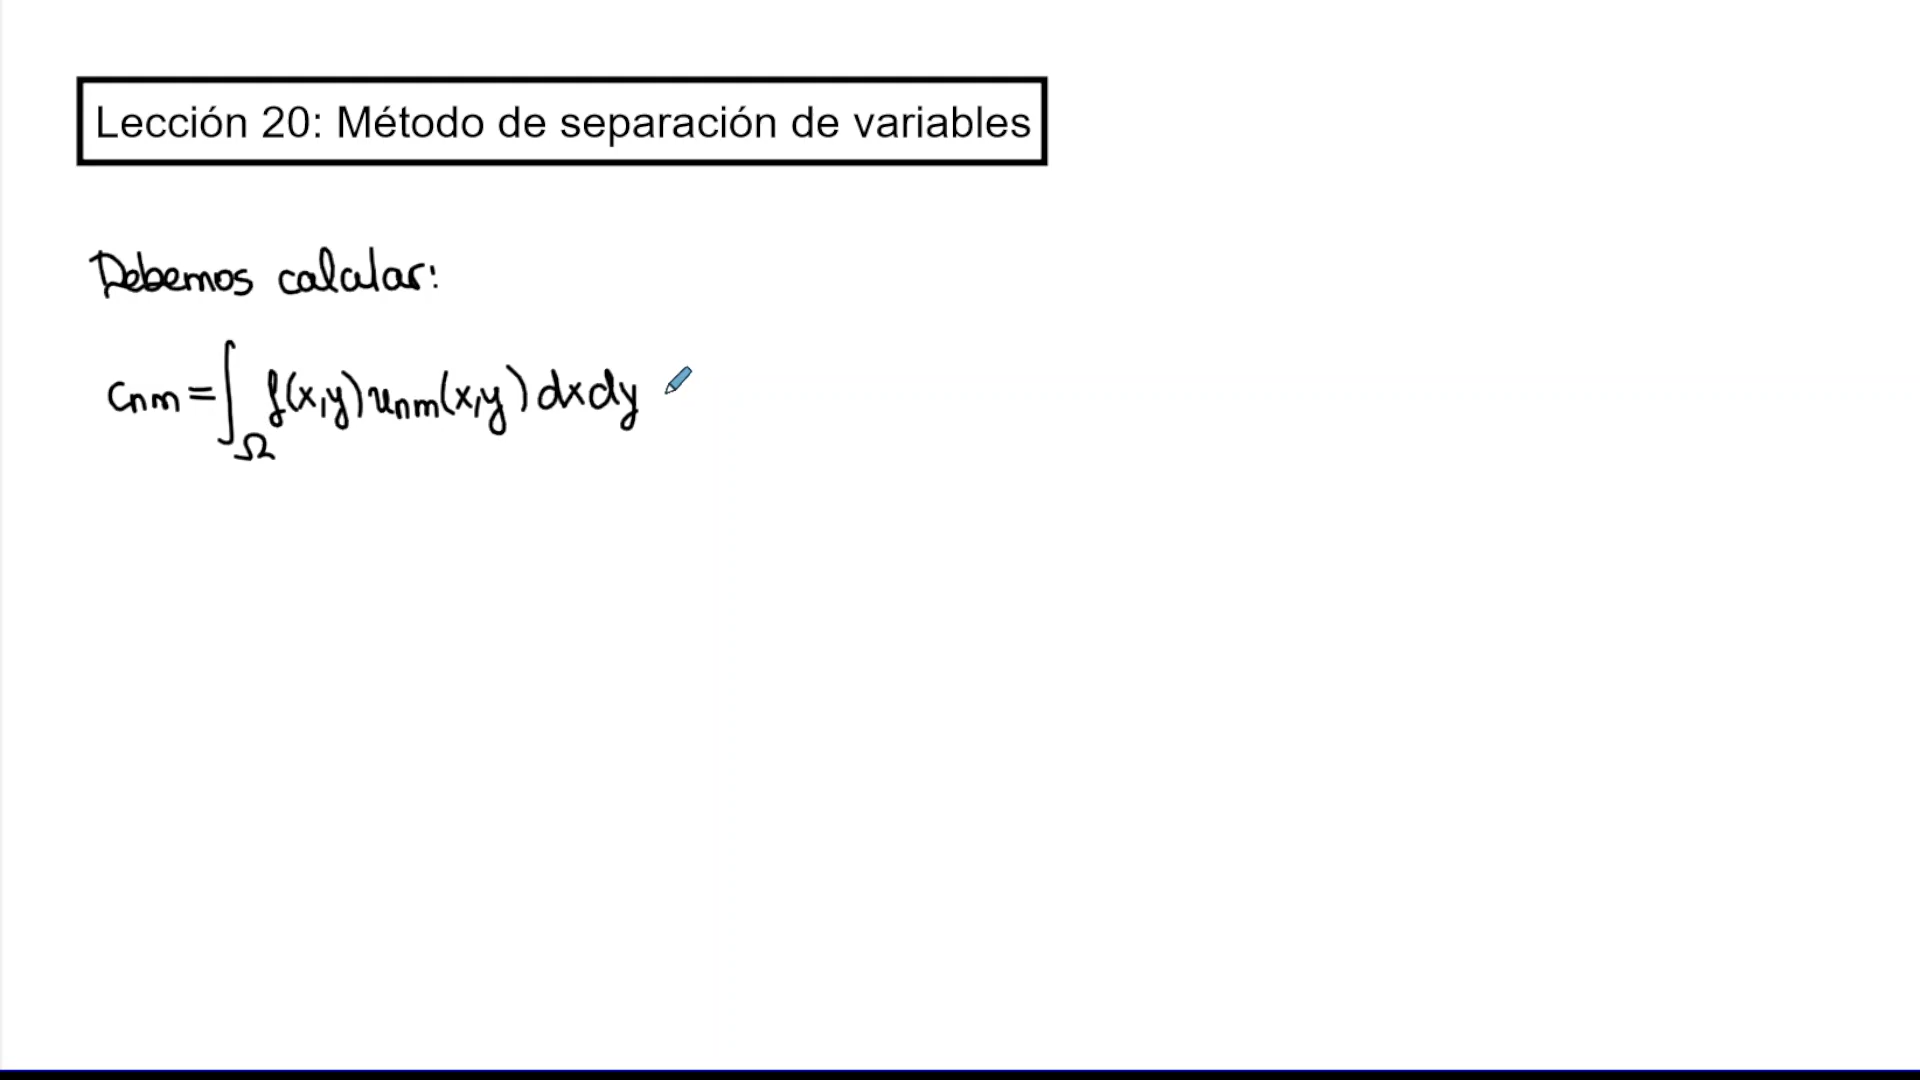 Lección 20: Método de separación de variables
Debemos calcular:
cnm = ∫Ω f(x,y) unm(x,y) dxdy